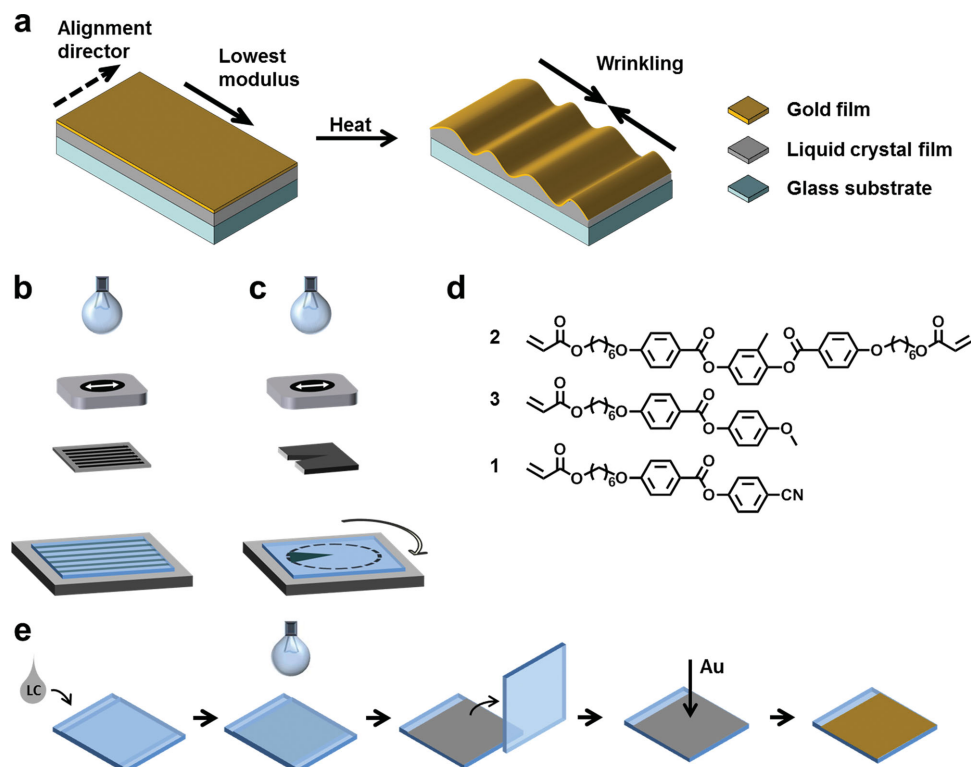 a
Alignment
director
Lowest
modulus
Heat
Wrinkling
Gold film
Liquid crystal film
Glass substrate
b
c
d
2
O
O
6
O
O
O
O
O
O
6
O
O
3
O
O
6
O
O
O
O
1
O
O
6
O
O
O
CN
e
LC
Au